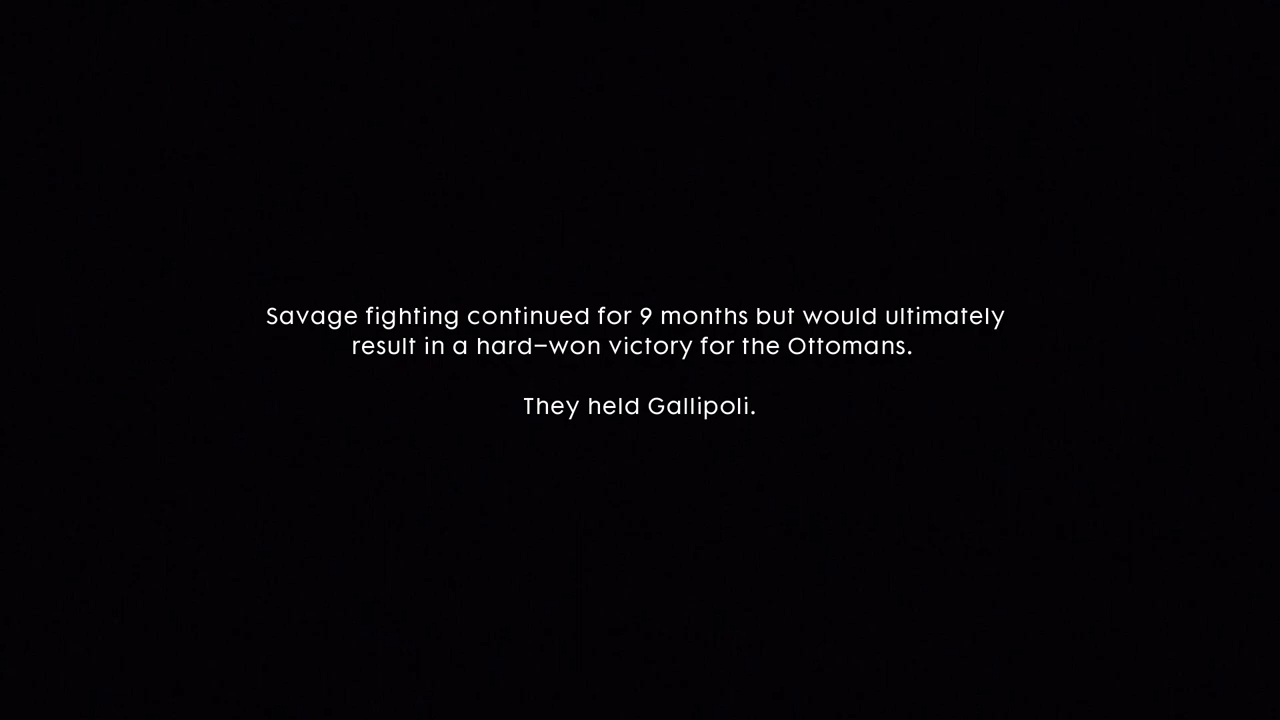 Savage fighting continued for 9 months but would ultimately
result in a hard–won victory for the Ottomans.
They held Gallipoli.